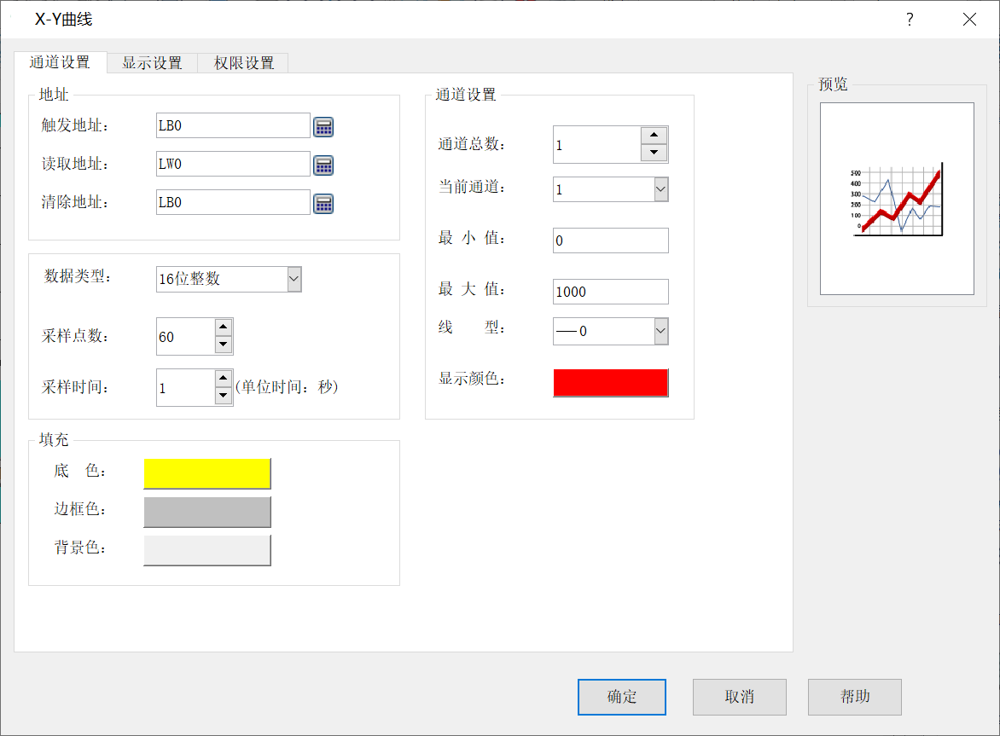 X-Y曲线
?
通道设置 显示设置 权限设置
地址
触发地址： LB0
读取地址： LW0
清除地址： LB0
数据类型： 16位整数
采样点数： 60
采样时间： 1 (单位时间：秒)
填充
底 色：
边框色：
背景色：
通道设置
通道总数： 1
当前通道： 1
最 小 值： 0
最 大 值： 1000
线 型： 0
显示颜色：
预览
500
400
300
200
100
0
确定 取消 帮助